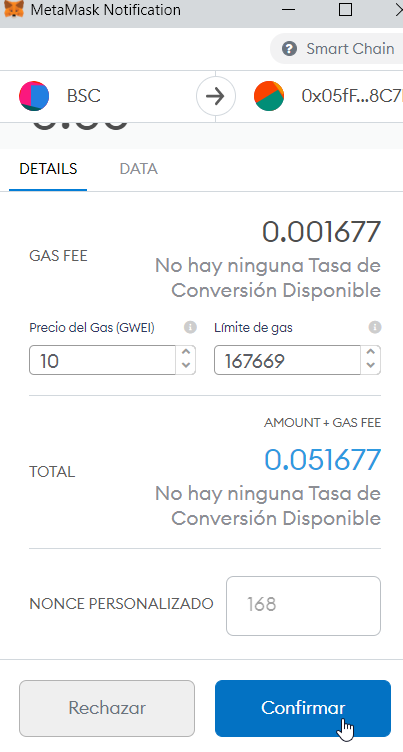 MetaMask Notification
? Smart Chain
BSC
0x05fF...8C7
DETAILS
DATA
GAS FEE
0.001677
No hay ninguna Tasa de
Conversión Disponible
Precio del Gas (GWEI)
Límite de gas
10
167669
AMOUNT + GAS FEE
TOTAL
0.051677
No hay ninguna Tasa de
Conversión Disponible
NONCE PERSONALIZADO
168
Rechazar
Confirmar